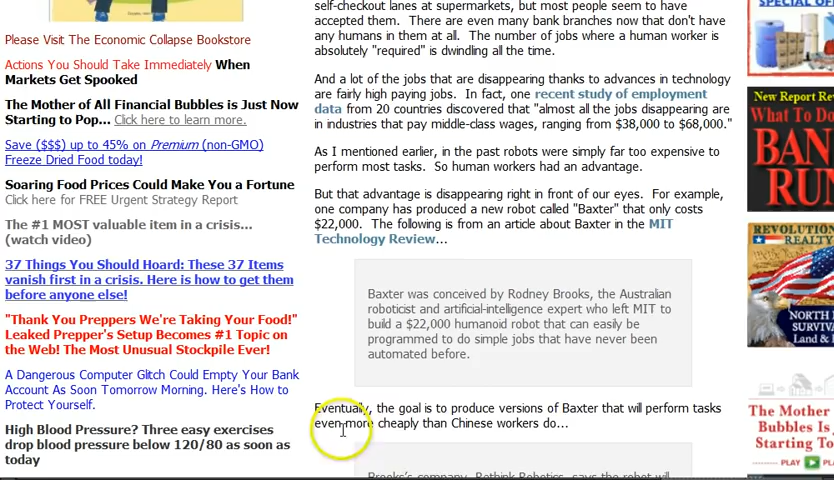 Please Visit The Economic Collapse Bookstore
Actions You Should Take Immediately When
Markets Get Spooked
The Mother of All Financial Bubbles is Just Now
Starting to Pop... Click here to learn more.
Save ($$$) up to 45% on Premium (non-GMO)
Freeze Dried Food today!
Soaring Food Prices Could Make You a Fortune
Click here for FREE Urgent Strategy Report
The #1 MOST valuable item in a crisis...
(watch video)
37 Things You Should Hoard: These 37 Items
vanish first in a crisis. Here is how to get them
before anyone else!
"Thank You Preppers We're Taking Your Food!"
Leaked Prepper's Setup Becomes #1 Topic on
the Web! The Most Unusual Stockpile Ever!
A Dangerous Computer Glitch Could Empty Your Bank
Account As Soon Tomorrow Morning. Here's How to
Protect Yourself.
High Blood Pressure? Three easy exercises
drop blood pressure below 120/80 as soon as
today
self-checkout lanes at supermarkets, but most people seem to have
accepted them. There are even many bank branches now that don't have
any humans in them at all. The number of jobs where a human worker is
absolutely "required" is dwindling all the time.
And a lot of the jobs that are disappearing thanks to advances in technology
are fairly high paying jobs. In fact, one recent study of employment
data from 20 countries discovered that "almost all the jobs disappearing are
in industries that pay middle-class wages, ranging from $38,000 to $68,000."
As I mentioned earlier, in the past robots were simply far too expensive to
perform most tasks. So human workers had an advantage.
But that advantage is disappearing right in front of our eyes. For example,
one company has produced a new robot called "Baxter" that only costs
$22,000. The following is from an article about Baxter in the MIT
Technology Review...
Baxter was conceived by Rodney Brooks, the Australian
roboticist and artificial-intelligence expert who left MIT to
build a $22,000 humanoid robot that can easily be
programmed to do simple jobs that have never been
automated before.
Eventually, the goal is to produce versions of Baxter that will perform tasks
even more cheaply than Chinese workers do...
Brooks's company, Rethink Robotics, says the robot will
SPECIAL OF
New Report Re
What To Do
BAN
RUN
REVOLUTION
REALTY
NORTH
SURVIVA
Land &
The Mother
Bubbles Is
Starting To
PLAY